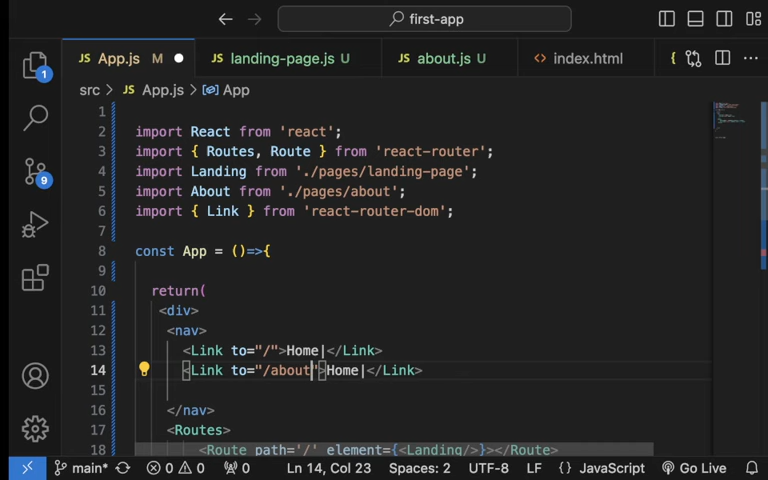 first-app
JS App.js M
JS landing-page.js U
JS about.js U
<> index.html
{
...
src > JS App.js > App
1
2 import React from 'react';
3 import { Routes, Route } from 'react-router';
4 import Landing from './pages/landing-page';
5 import About from './pages/about';
6 import { Link } from 'react-router-dom';
7
8 const App = ()=>{
9
10 return(
11 <div>
12 <nav>
13 <Link to="/">Home|</Link>
14 <Link to="/about">Home|</Link>
15
16 </nav>
17 <Routes>
18 <Route path='/' element={<Landing/>}></Route>
1
9
main* 0 0 0 Ln 14, Col 23 Spaces: 2 UTF-8 LF {} JavaScript Go Live